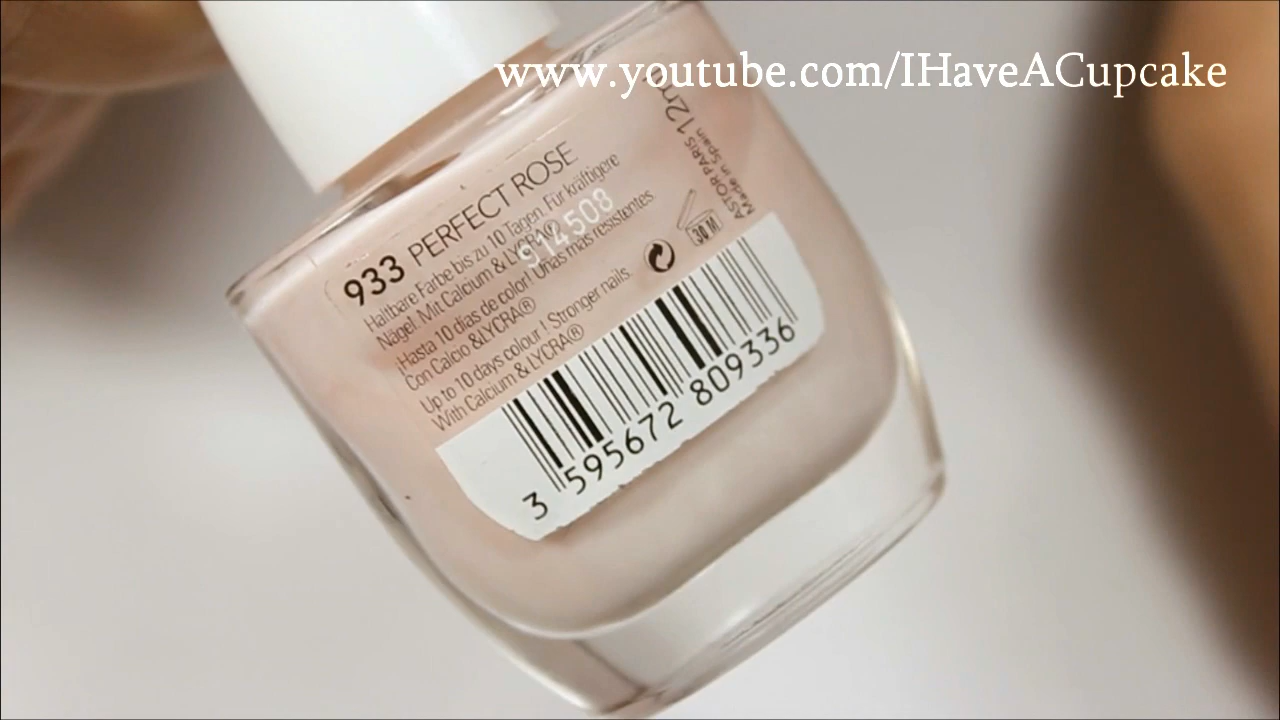 www.youtube.com/IHaveACupcake
933 PERFECT ROSE
Haltbare Farbe bis zu 10 Tagen. Für kräftigere
Nägel. Mit Calcium & LYCRA®
914508
¡Hasta 10 días de color! Uñas más resistentes
Con Calcio &LYCRA®
Up to 10 days colour ! Stronger nails.
With Calcium & LYCRA®
ASTOR PARIS 12m
Made in Spain
30 M
3 595672 809336